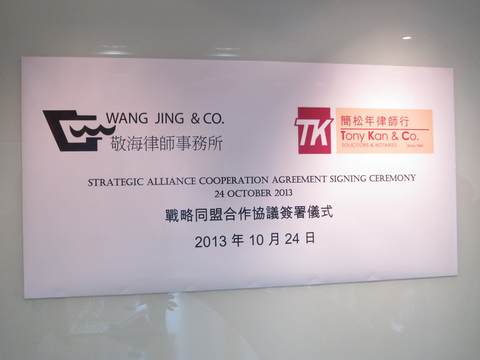 WANG JING & CO.
敬海律師事務所
TK
簡松年律師行
TONY KAN & CO.
SOLICITORS & NOTARIES
STRATEGIC ALLIANCE COOPERATION AGREEMENT SIGNING CEREMONY
24 OCTOBER 2013
戰略同盟合作協議簽署儀式
2013 年 10 月 24 日